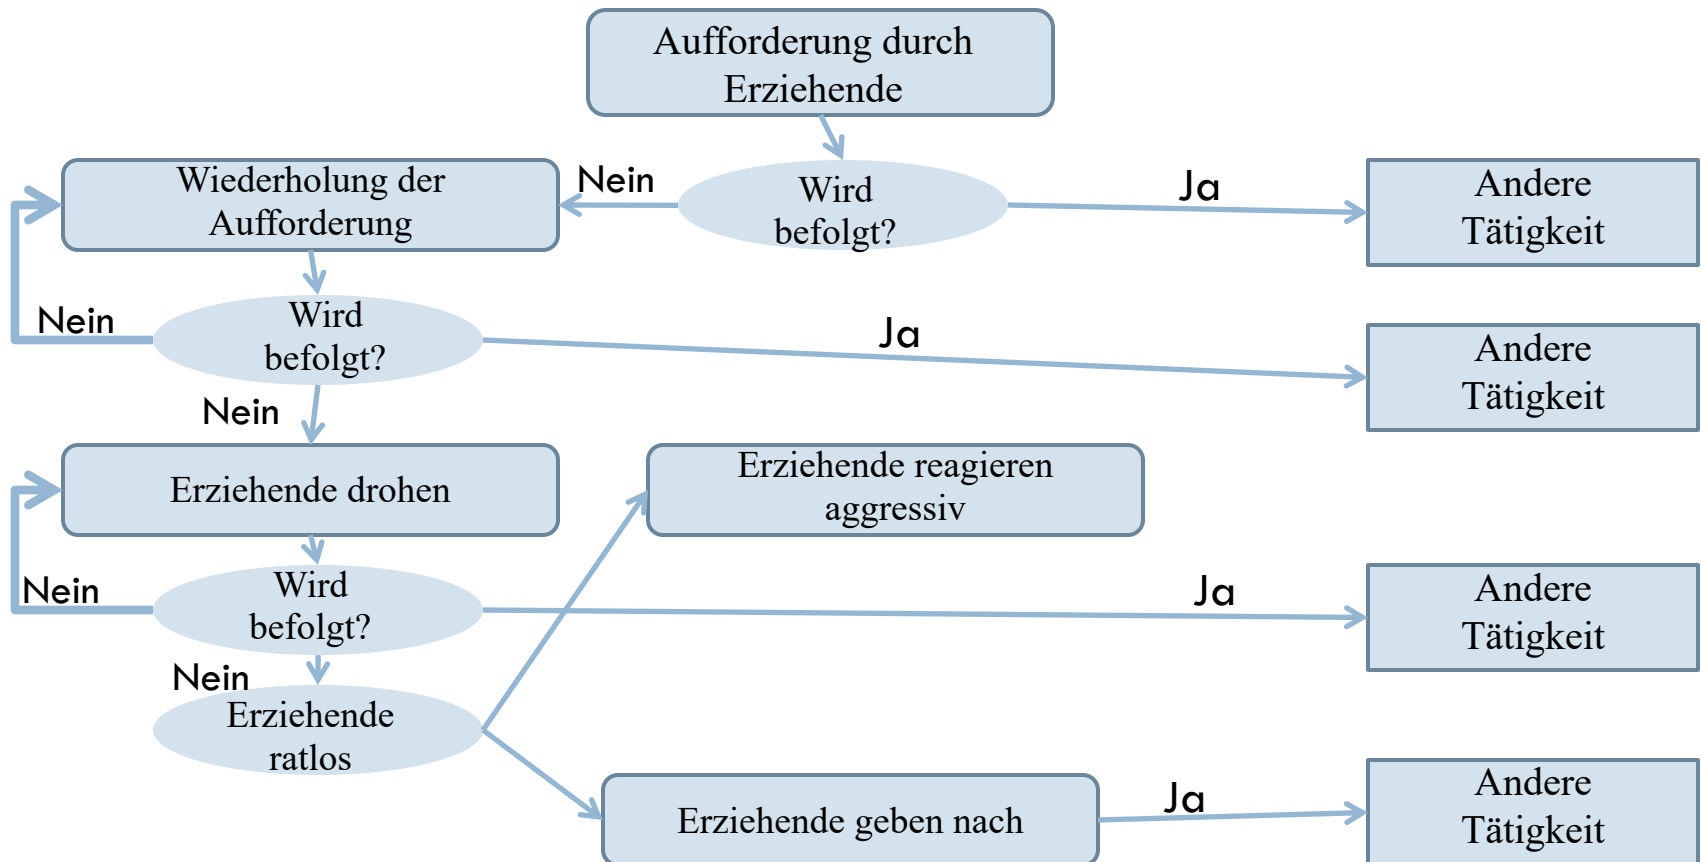 Aufforderung durch
Erziehende
Wiederholung der
Aufforderung
Nein
Wird
befolgt?
Ja
Andere
Tätigkeit
Nein
Wird
befolgt?
Ja
Andere
Tätigkeit
Nein
Erziehende drohen
Erziehende reagieren
aggressiv
Nein
Wird
befolgt?
Ja
Andere
Tätigkeit
Nein
Erziehende
ratlos
Erziehende geben nach
Ja
Andere
Tätigkeit